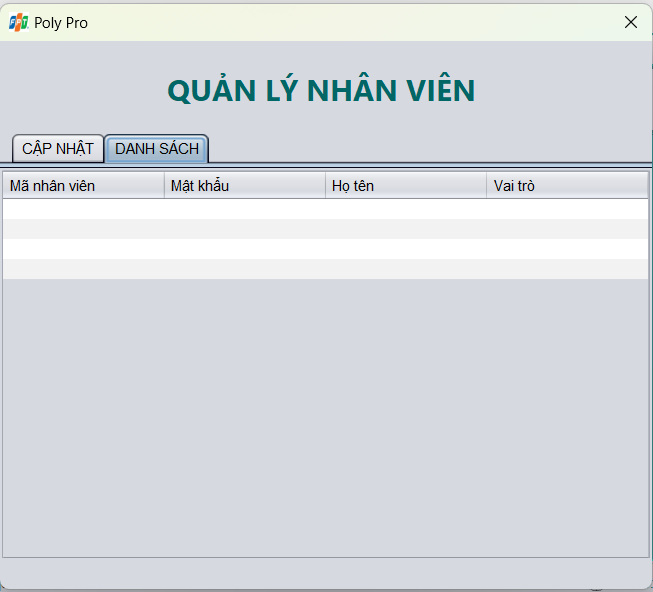 FPT Poly Pro
QUẢN LÝ NHÂN VIÊN
CẬP NHẬT DANH SÁCH
Mã nhân viên Mật khẩu Họ tên Vai trò